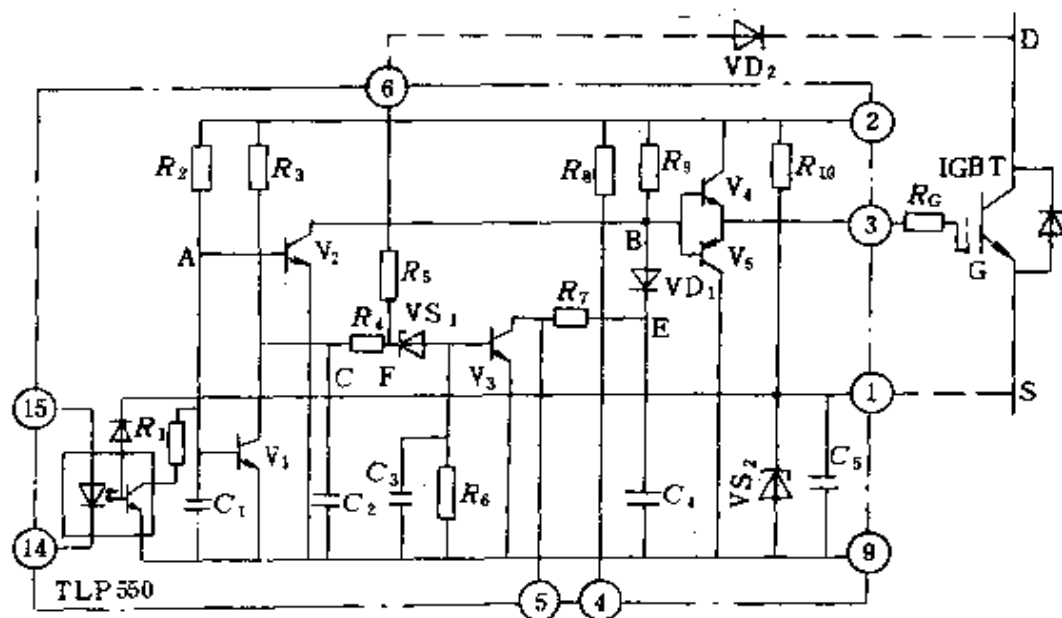 D
VD₂
6
2
R₂
R₃
R₈
R₉
R₁₀
V₄
IGBT
R_G
3
A
V₂
B
V₅
G
R₅
VD₁
R₄
VS₁
R₇
E
C
F
V₃
1
S
15
R₁
V₁
C₃
R₆
C₂
C₄
VS₂
C₅
C₁
14
9
TLP550
5
4